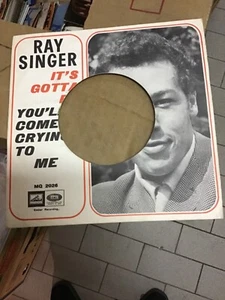 RAY
SINGER
IT'S
GOTTA
YOU'LL
COME
CRYING
TO ME
MQ 2026